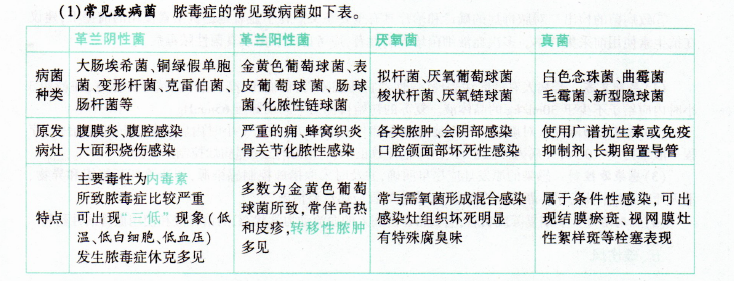 (1)常见致病菌 脓毒症的常见致病菌如下表。
革兰阴性菌 革兰阳性菌 厌氧菌 真菌
病菌种类
大肠埃希菌、铜绿假单胞
菌、变形杆菌、克雷伯菌、
肠杆菌等
金黄色葡萄球菌、表
皮葡萄球菌、肠球
菌、化脓性链球菌
拟杆菌、厌氧葡萄球菌
梭状杆菌、厌氧链球菌
白色念珠菌、曲霉菌
毛霉菌、新型隐球菌
原发病灶
腹膜炎、腹腔感染
大面积烧伤感染
严重的痈、蜂窝织炎
骨关节化脓性感染
各类脓肿、会阴部感染
口腔颌面部坏死性感染
使用广谱抗生素或免疫
抑制剂、长期留置导管
特点
主要毒性为内毒素
所致脓毒症比较严重
可出现“三低”现象(低
温、低白细胞、低血压)
发生脓毒症休克多见
多数为金黄色葡萄
球菌所致,常伴高热
和皮疹,转移性脓肿
多见
常与需氧菌形成混合感染
感染灶组织坏死明显
有特殊腐臭味
属于条件性感染,可出
现结膜瘀斑、视网膜灶
性絮样斑等栓塞表现